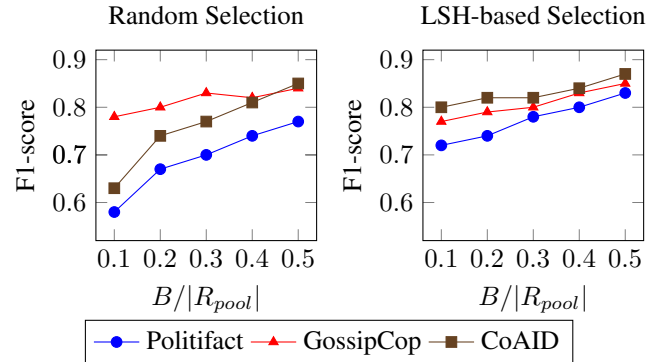 Random Selection
0.9
0.8
0.7
0.6
F1-score
0.1 0.2 0.3 0.4 0.5
B/|R_pool|
LSH-based Selection
0.9
0.8
0.7
0.6
F1-score
0.1 0.2 0.3 0.4 0.5
B/|R_pool|
Politifact GossipCop CoAID